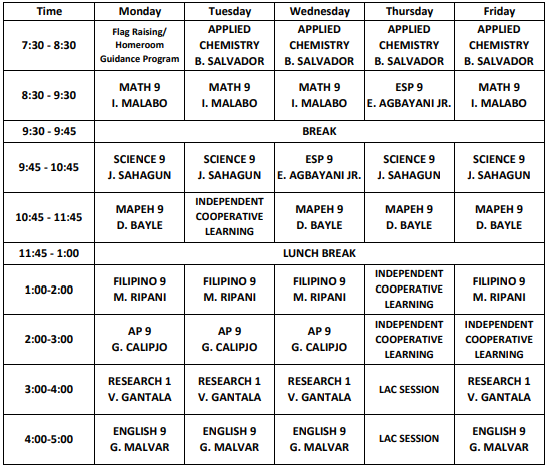 Time Monday Tuesday Wednesday Thursday Friday
7:30 - 8:30
Flag Raising/
Homeroom
Guidance Program
APPLIED
CHEMISTRY
B. SALVADOR
APPLIED
CHEMISTRY
B. SALVADOR
APPLIED
CHEMISTRY
B. SALVADOR
APPLIED
CHEMISTRY
B. SALVADOR
8:30 - 9:30
MATH 9
I. MALABO
MATH 9
I. MALABO
MATH 9
I. MALABO
ESP 9
E. AGBAYANI JR.
MATH 9
I. MALABO
9:30 - 9:45
BREAK
9:45 - 10:45
SCIENCE 9
J. SAHAGUN
SCIENCE 9
J. SAHAGUN
ESP 9
E. AGBAYANI JR.
SCIENCE 9
J. SAHAGUN
SCIENCE 9
J. SAHAGUN
10:45 - 11:45
MAPEH 9
D. BAYLE
INDEPENDENT
COOPERATIVE
LEARNING
MAPEH 9
D. BAYLE
MAPEH 9
D. BAYLE
MAPEH 9
D. BAYLE
11:45 - 1:00
LUNCH BREAK
1:00-2:00
FILIPINO 9
M. RIPANI
FILIPINO 9
M. RIPANI
FILIPINO 9
M. RIPANI
INDEPENDENT
COOPERATIVE
LEARNING
FILIPINO 9
M. RIPANI
2:00-3:00
AP 9
G. CALIPJO
AP 9
G. CALIPJO
AP 9
G. CALIPJO
INDEPENDENT
COOPERATIVE
LEARNING
INDEPENDENT
COOPERATIVE
LEARNING
3:00-4:00
RESEARCH 1
V. GANTALA
RESEARCH 1
V. GANTALA
RESEARCH 1
V. GANTALA
LAC SESSION
RESEARCH 1
V. GANTALA
4:00-5:00
ENGLISH 9
G. MALVAR
ENGLISH 9
G. MALVAR
ENGLISH 9
G. MALVAR
LAC SESSION
ENGLISH 9
G. MALVAR